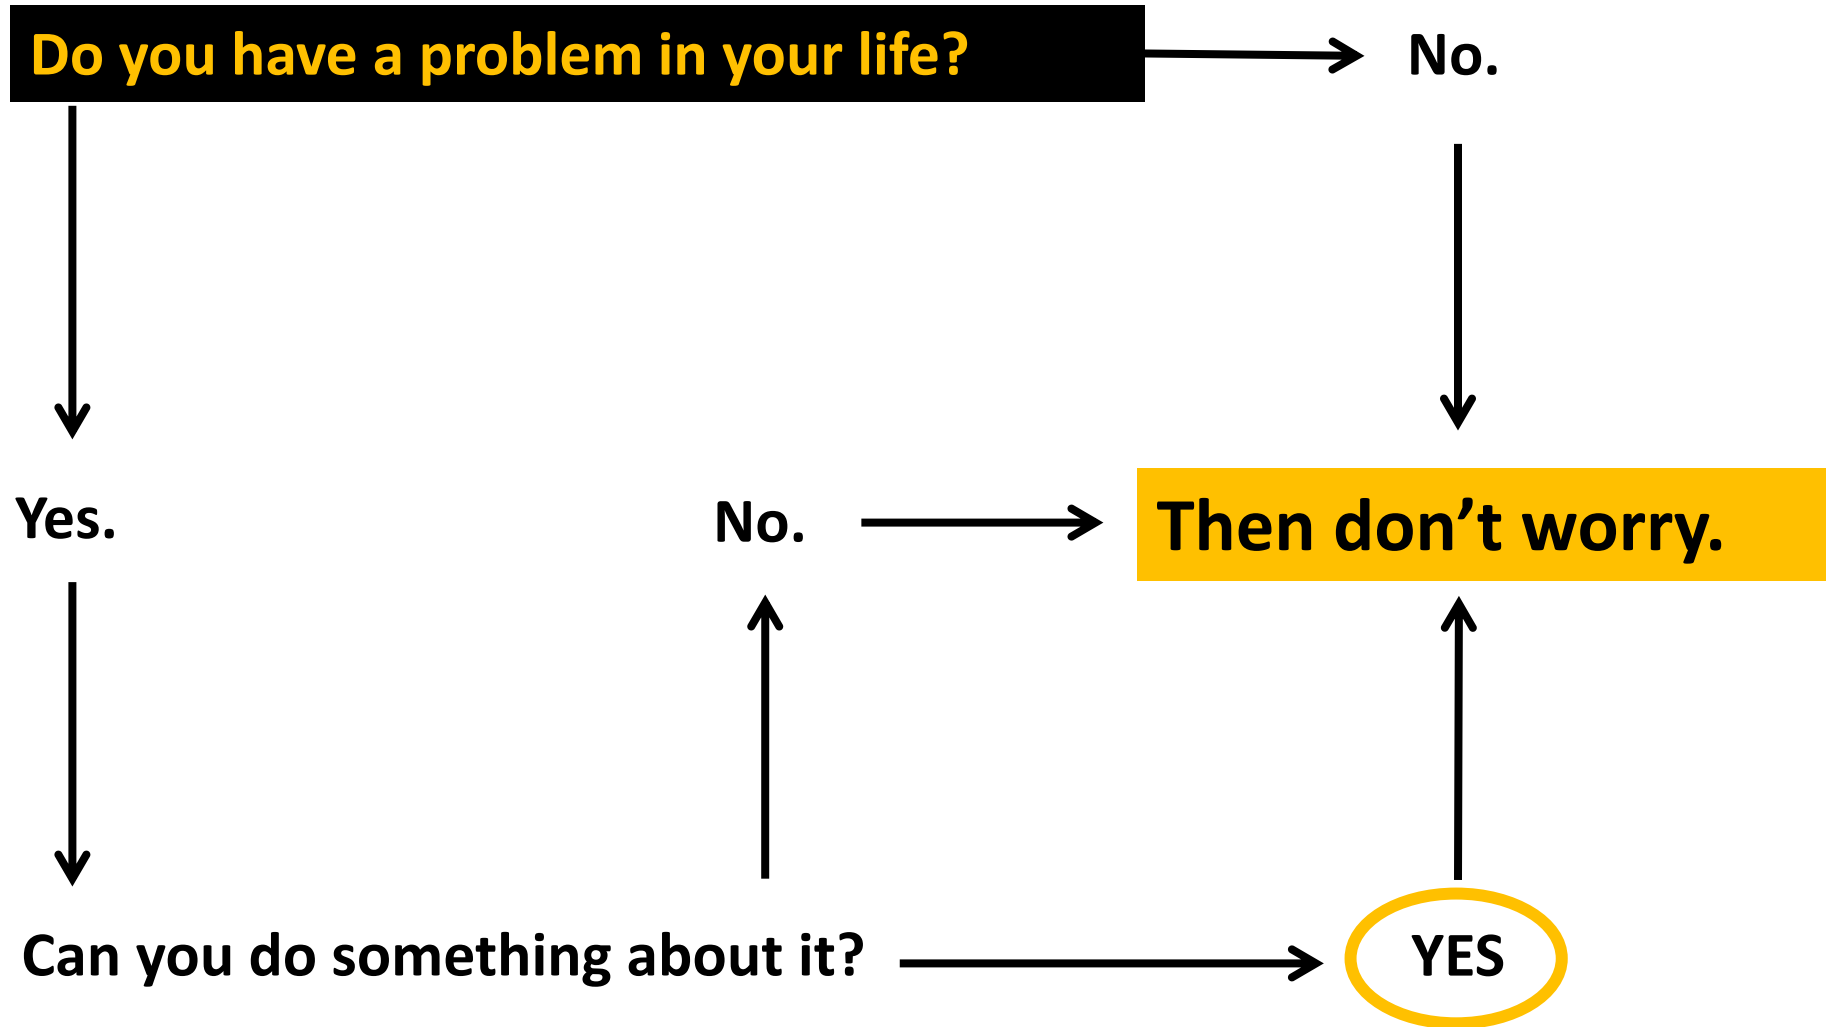 Do you have a problem in your life?
No.
Yes.
No.
Then don’t worry.
Can you do something about it?
YES